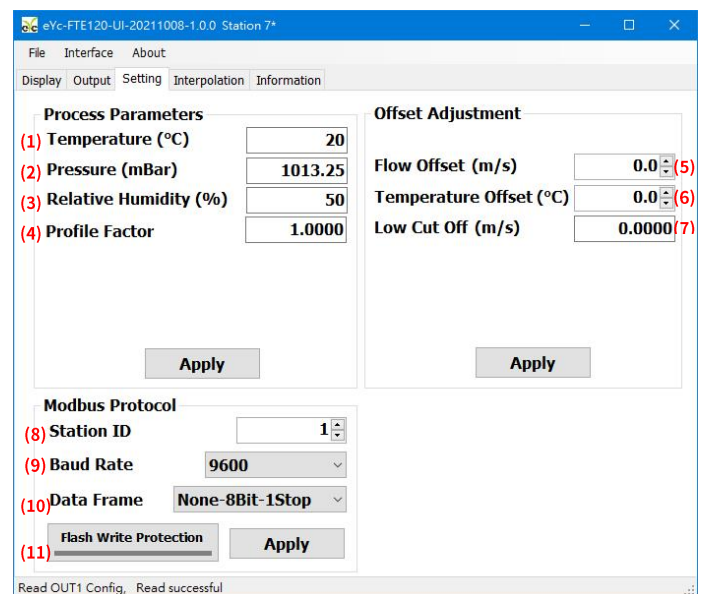 eYc-FTE120-UI-20211008-1.0.0 Station 7*
File Interface About
Display Output Setting Interpolation Information
Process Parameters
(1) Temperature (°C) 20
(2) Pressure (mBar) 1013.25
(3) Relative Humidity (%) 50
(4) Profile Factor 1.0000
Apply
Offset Adjustment
Flow Offset (m/s) 0.0 (5)
Temperature Offset (°C) 0.0 (6)
Low Cut Off (m/s) 0.0000 (7)
Apply
Modbus Protocol
(8) Station ID 1
(9) Baud Rate 9600
(10) Data Frame None-8Bit-1Stop
(11) Flash Write Protection Apply
Read OUT1 Config, Read successful